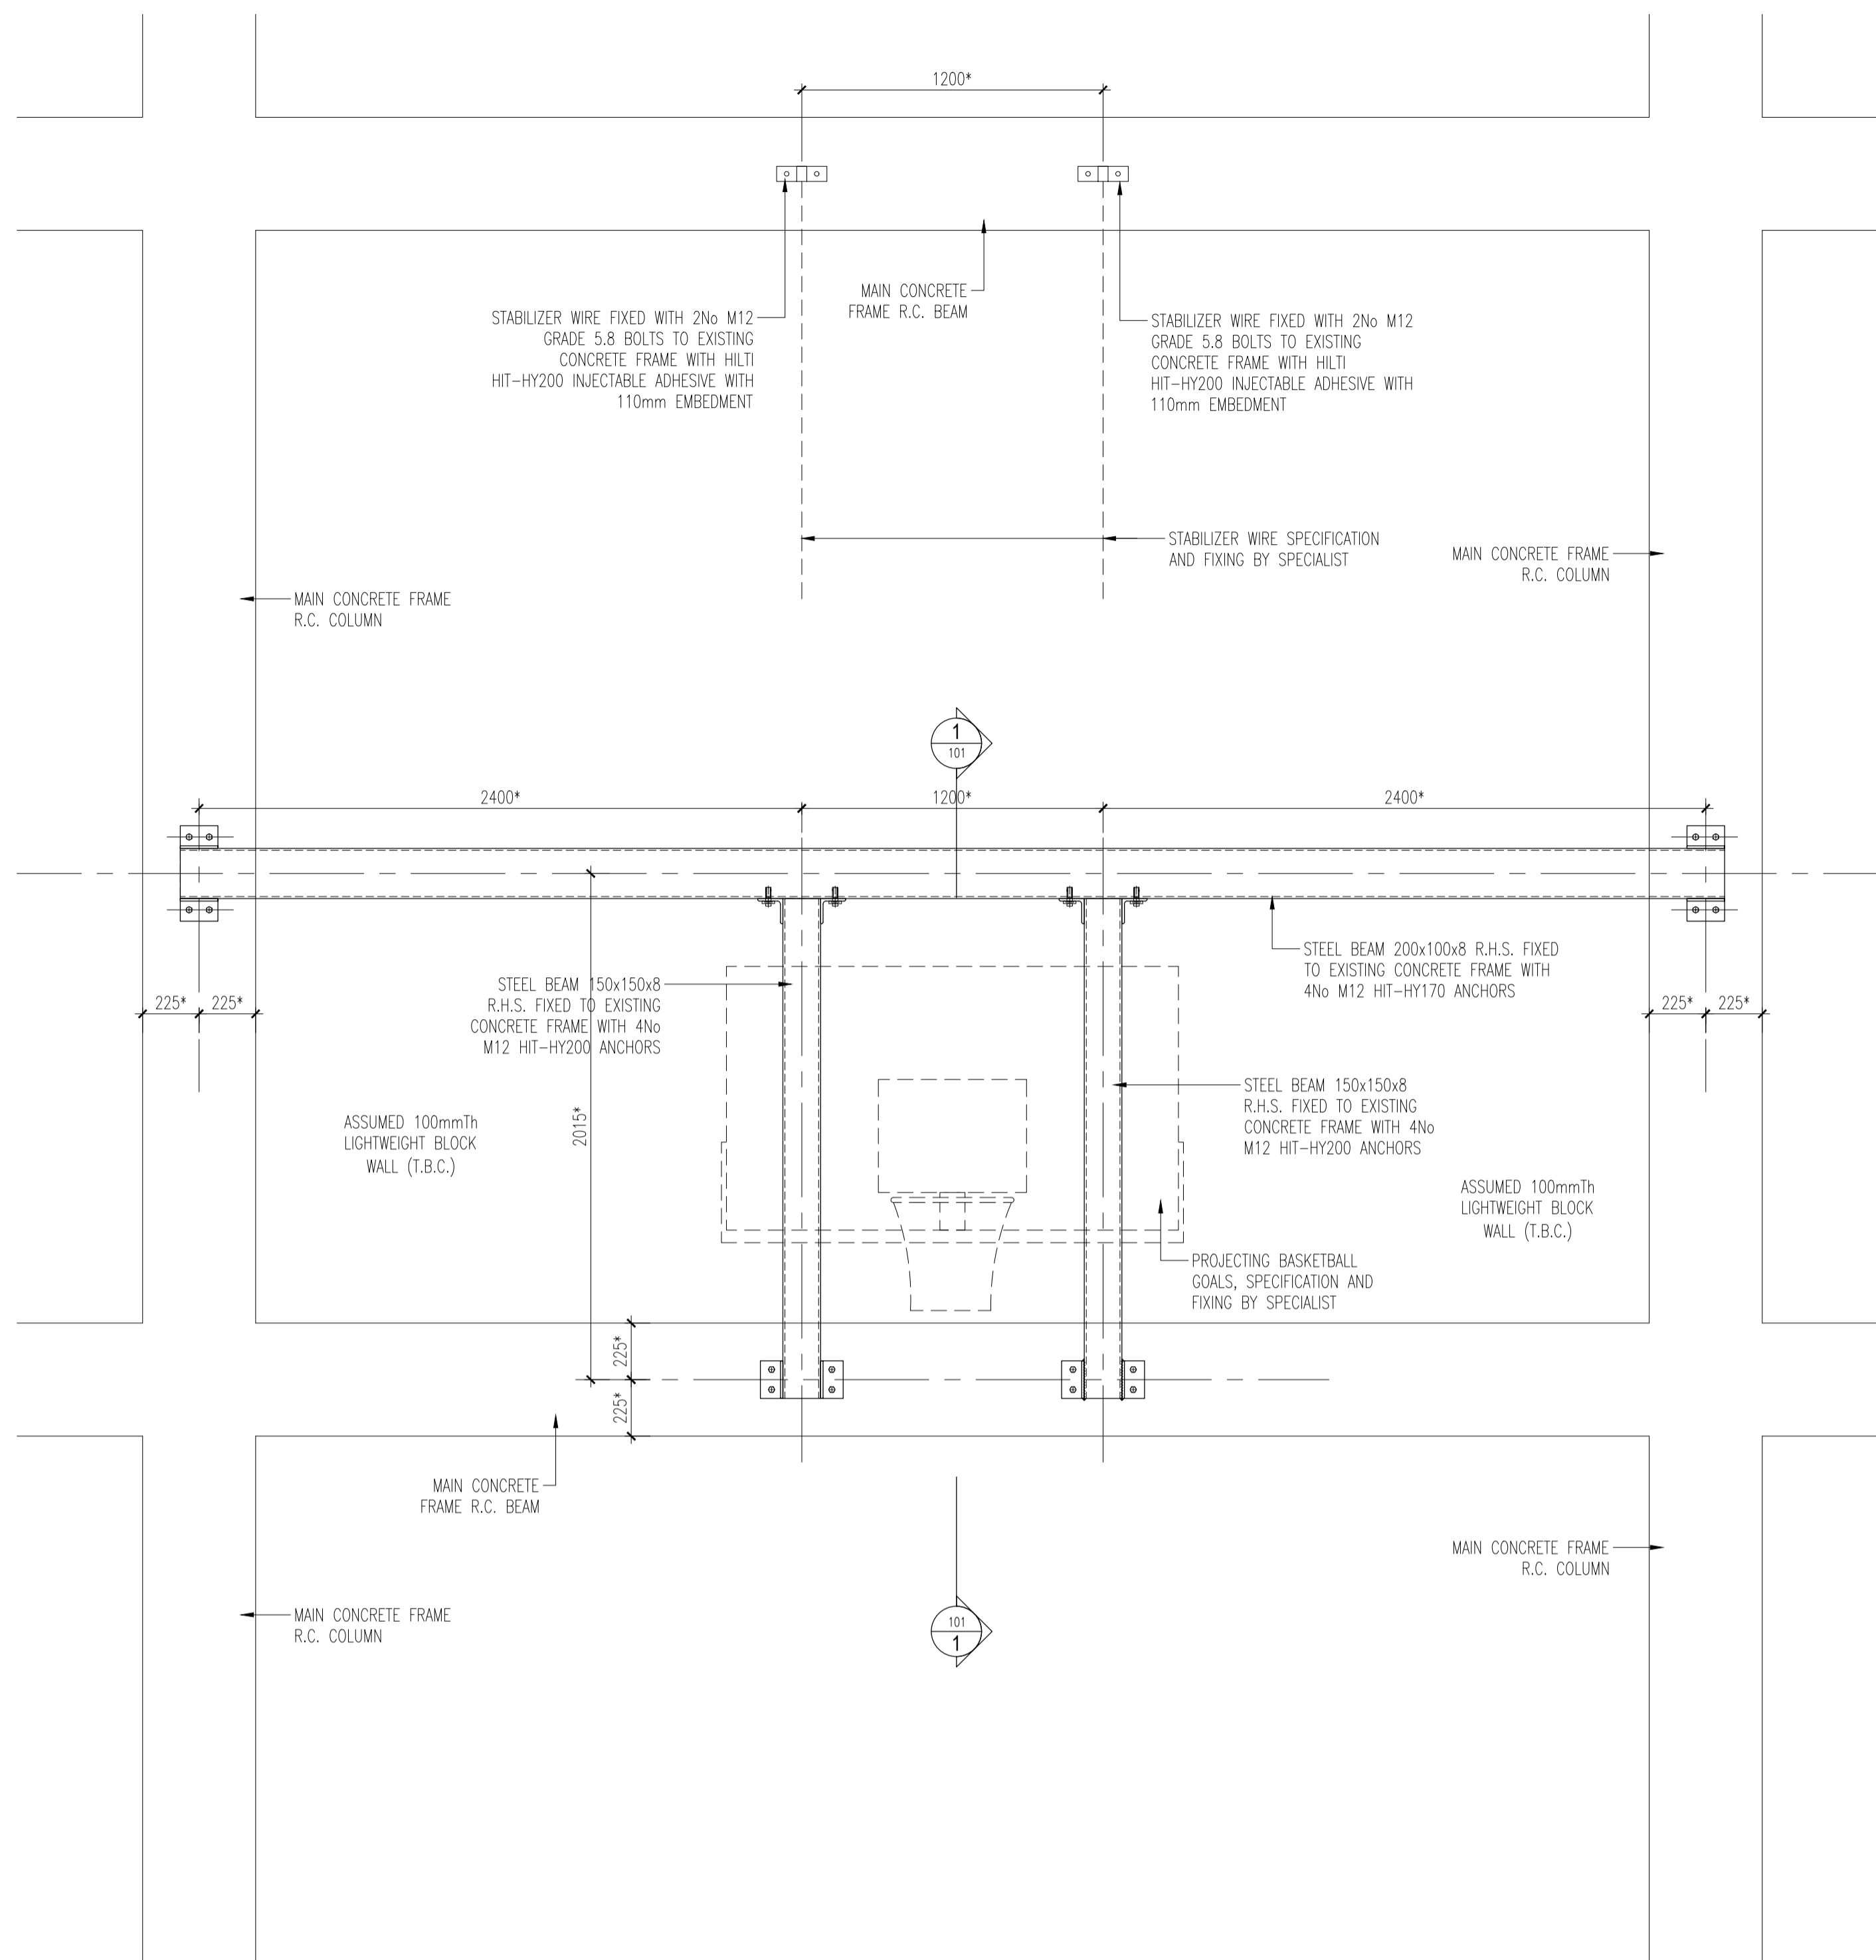 1200*
STABILIZER WIRE FIXED WITH 2No M12
GRADE 5.8 BOLTS TO EXISTING
CONCRETE FRAME WITH HILTI
HIT-HY200 INJECTABLE ADHESIVE WITH
110mm EMBEDMENT
MAIN CONCRETE
FRAME R.C. BEAM
STABILIZER WIRE FIXED WITH 2No M12
GRADE 5.8 BOLTS TO EXISTING
CONCRETE FRAME WITH HILTI
HIT-HY200 INJECTABLE ADHESIVE WITH
110mm EMBEDMENT
STABILIZER WIRE SPECIFICATION
AND FIXING BY SPECIALIST
MAIN CONCRETE FRAME
R.C. COLUMN
MAIN CONCRETE FRAME
R.C. COLUMN
1
101
2400*
1200*
2400*
STEEL BEAM 200x100x8 R.H.S. FIXED
TO EXISTING CONCRETE FRAME WITH
4No M12 HIT-HY170 ANCHORS
STEEL BEAM 150x150x8
R.H.S. FIXED TO EXISTING
CONCRETE FRAME WITH 4No
M12 HIT-HY200 ANCHORS
225*
225*
225*
225*
STEEL BEAM 150x150x8
R.H.S. FIXED TO EXISTING
CONCRETE FRAME WITH 4No
M12 HIT-HY200 ANCHORS
ASSUMED 100mmTh
LIGHTWEIGHT BLOCK
WALL (T.B.C.)
2015*
ASSUMED 100mmTh
LIGHTWEIGHT BLOCK
WALL (T.B.C.)
PROJECTING BASKETBALL
GOALS, SPECIFICATION AND
FIXING BY SPECIALIST
225*
225*
MAIN CONCRETE
FRAME R.C. BEAM
MAIN CONCRETE FRAME
R.C. COLUMN
MAIN CONCRETE FRAME
R.C. COLUMN
101
1